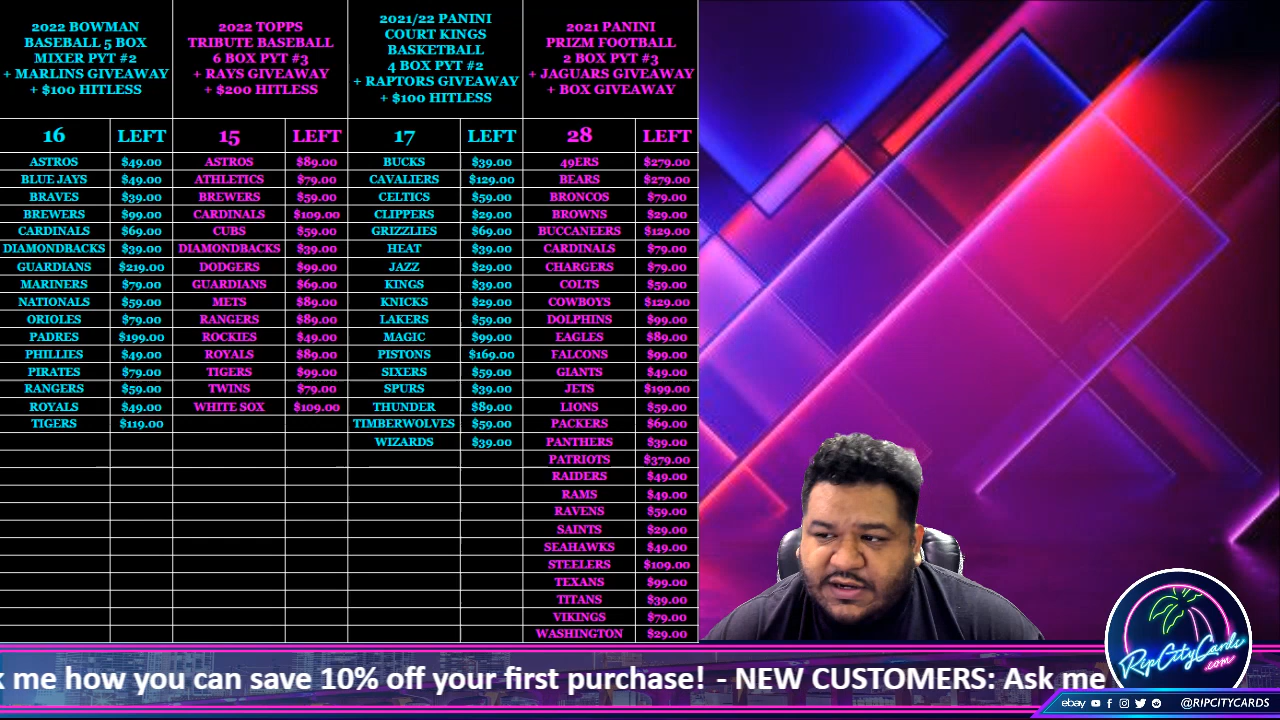 2022 BOWMAN
BASEBALL 5 BOX
MIXER PYT #2
+ MARLINS GIVEAWAY
+ $100 HITLESS
16 LEFT
ASTROS $49.00
BLUE JAYS $49.00
BRAVES $39.00
BREWERS $99.00
CARDINALS $69.00
DIAMONDBACKS $39.00
GUARDIANS $219.00
MARINERS $79.00
NATIONALS $59.00
ORIOLES $79.00
PADRES $199.00
PHILLIES $49.00
PIRATES $79.00
RANGERS $59.00
ROYALS $49.00
TIGERS $119.00
2022 TOPPS
TRIBUTE BASEBALL
6 BOX PYT #3
+ RAYS GIVEAWAY
+ $200 HITLESS
15 LEFT
ASTROS $89.00
ATHLETICS $79.00
BREWERS $59.00
CARDINALS $109.00
CUBS $59.00
DIAMONDBACKS $39.00
DODGERS $99.00
GUARDIANS $69.00
METS $89.00
RANGERS $89.00
ROCKIES $49.00
ROYALS $89.00
TIGERS $99.00
TWINS $79.00
WHITE SOX $109.00
2021/22 PANINI
COURT KINGS
BASKETBALL
4 BOX PYT #2
+ RAPTORS GIVEAWAY
+ $100 HITLESS
17 LEFT
BUCKS $39.00
CAVALIERS $129.00
CELTICS $59.00
CLIPPERS $29.00
GRIZZLIES $69.00
HEAT $39.00
JAZZ $29.00
KINGS $39.00
KNICKS $29.00
LAKERS $59.00
MAGIC $99.00
PISTONS $169.00
SIXERS $59.00
SPURS $39.00
THUNDER $89.00
TIMBERWOLVES $59.00
WIZARDS $39.00
2021 PANINI
PRIZM FOOTBALL
2 BOX PYT #3
+ JAGUARS GIVEAWAY
+ BOX GIVEAWAY
28 LEFT
49ERS $279.00
BEARS $279.00
BRONCOS $79.00
BROWNS $29.00
BUCCANEERS $129.00
CARDINALS $79.00
CHARGERS $79.00
COLTS $59.00
COWBOYS $129.00
DOLPHINS $99.00
EAGLES $89.00
FALCONS $99.00
GIANTS $49.00
JETS $199.00
LIONS $59.00
PACKERS $69.00
PANTHERS $39.00
PATRIOTS $379.00
RAIDERS $49.00
RAMS $49.00
RAVENS $59.00
SAINTS $29.00
SEAHAWKS $49.00
STEELERS $109.00
TEXANS $99.00
TITANS $39.00
VIKINGS $79.00
WASHINGTON $29.00
k me how you can save 10% off your first purchase! - NEW CUSTOMERS: Ask me
RipCityCards
.com
ebay @RIPCITYCARDS